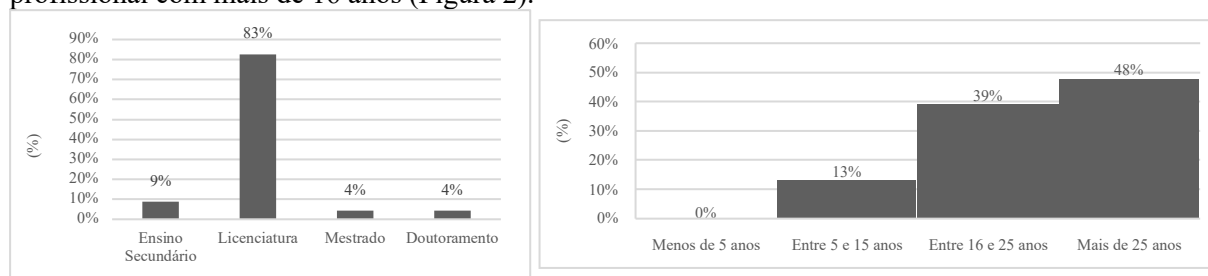 profissional com mais de 16 anos (Figura 2).
90%
80%
70%
60%
50%
40%
30%
20%
10%
0%
(%)
9%
83%
4%
4%
Ensino
Secundário
Licenciatura
Mestrado
Doutoramento
60%
50%
40%
30%
20%
10%
0%
(%)
0%
13%
39%
48%
Menos de 5 anos
Entre 5 e 15 anos
Entre 16 e 25 anos
Mais de 25 anos